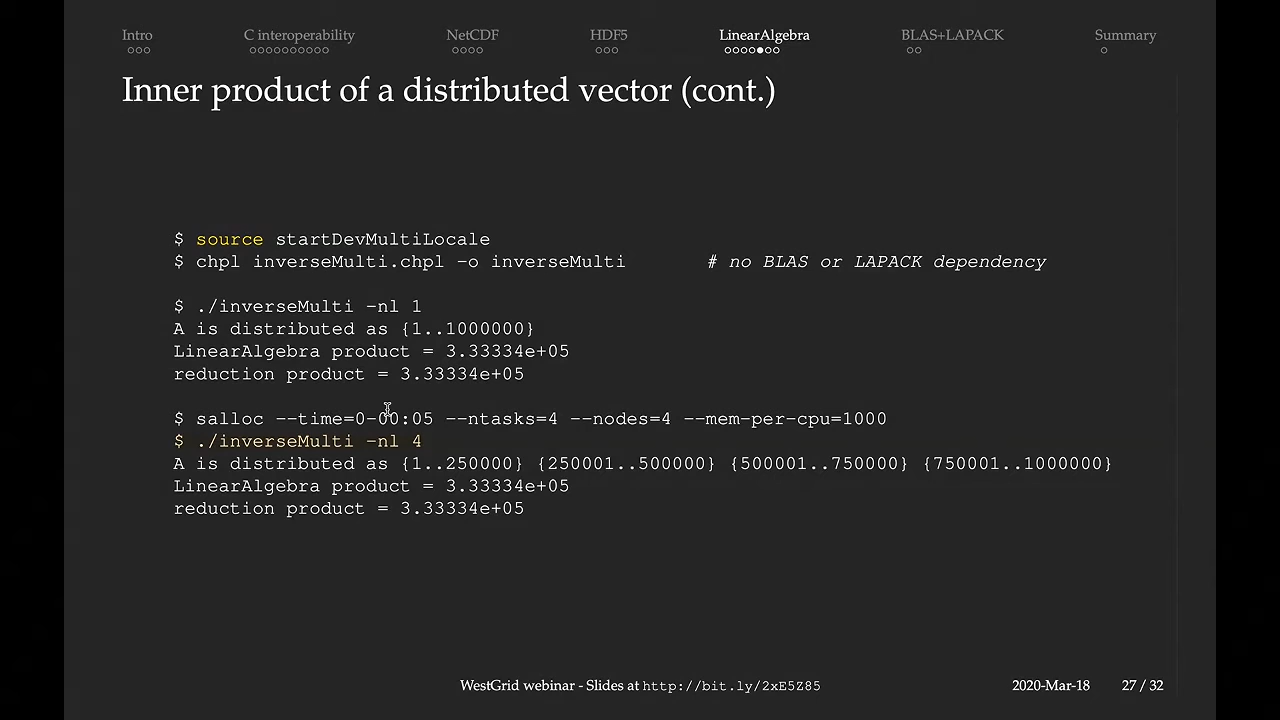 Intro C interoperability NetCDF HDF5 LinearAlgebra BLAS+LAPACK Summary
Inner product of a distributed vector (cont.)
$ source startDevMultiLocale
$ chpl inverseMulti.chpl -o inverseMulti # no BLAS or LAPACK dependency
$ ./inverseMulti -nl 1
A is distributed as {1..1000000}
LinearAlgebra product = 3.33334e+05
reduction product = 3.33334e+05
$ salloc --time=0-00:05 --ntasks=4 --nodes=4 --mem-per-cpu=1000
$ ./inverseMulti -nl 4
A is distributed as {1..250000} {250001..500000} {500001..750000} {750001..1000000}
LinearAlgebra product = 3.33334e+05
reduction product = 3.33334e+05
WestGrid webinar - Slides at http://bit.ly/2xE5Z85 2020-Mar-18 27 / 32